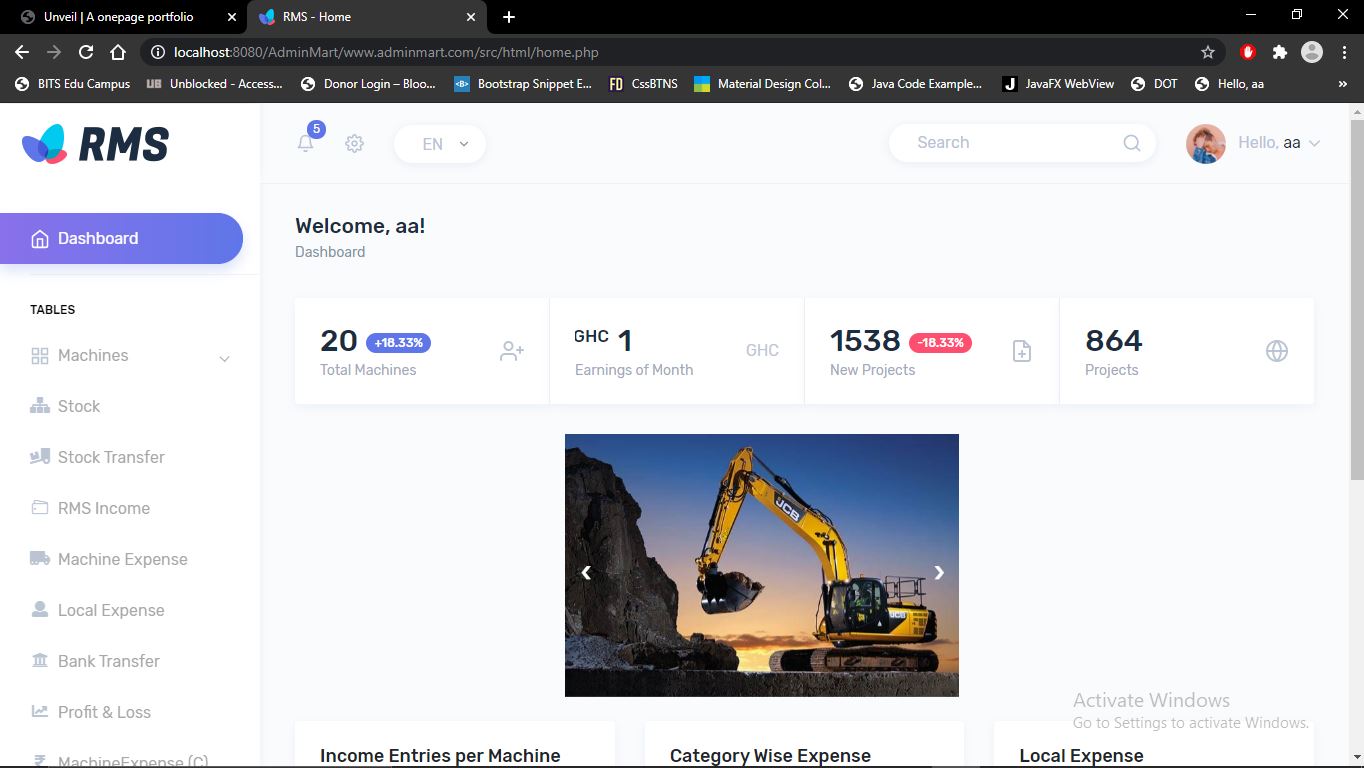 Unveil | A onepage portfolio
RMS - Home
localhost:8080/AdminMart/www.adminmart.com/src/html/home.php
BITS Edu Campus
UB Unblocked - Access...
Donor Login – Bloo...
<B> Bootstrap Snippet E...
FD CssBTNS
Material Design Col...
Java Code Example...
J JavaFX WebView
DOT
Hello, aa
»
RMS
5
EN
Search
Hello, aa
Dashboard
TABLES
Machines
Stock
Stock Transfer
RMS Income
Machine Expense
Local Expense
Bank Transfer
Profit & Loss
₹ MachineExpense (C)
Welcome, aa!
Dashboard
20 +18.33%
Total Machines
GHC 1
Earnings of Month
GHC
1538 -18.33%
New Projects
864
Projects
JCB
JCB
Income Entries per Machine
Category Wise Expense
Local Expense
Activate Windows
Go to Settings to activate Windows.